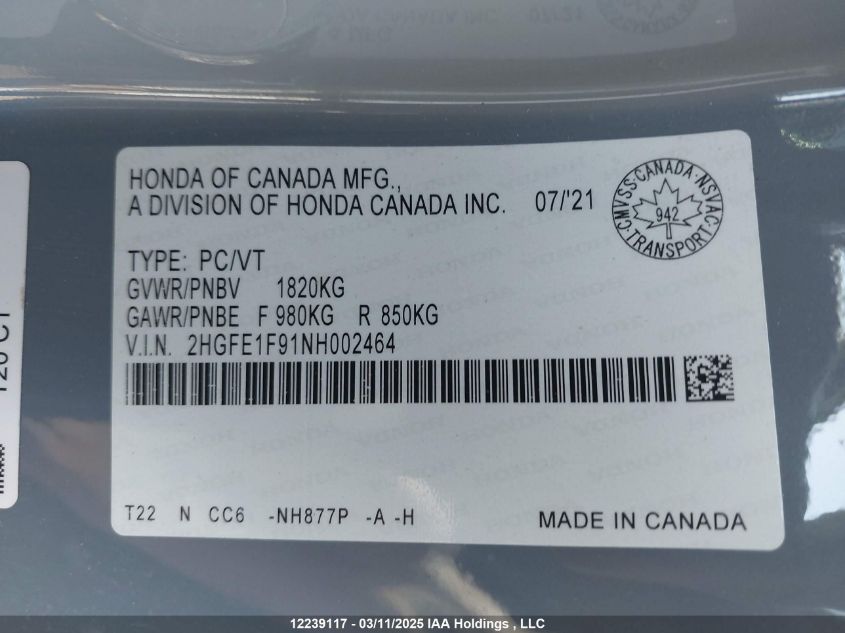 HONDA OF CANADA MFG.,
A DIVISION OF HONDA CANADA INC. 07/'21
CMVSS·CANADA·NSVAC·TRANSPORT
942
TYPE: PC/VT
GVWR/PNBV 1820KG
GAWR/PNBE F 980KG R 850KG
V.I.N. 2HGFE1F91NH002464
T22 N CC6 -NH877P -A -H
MADE IN CANADA
12239117 - 03/11/2025 IAA Holdings , LLC